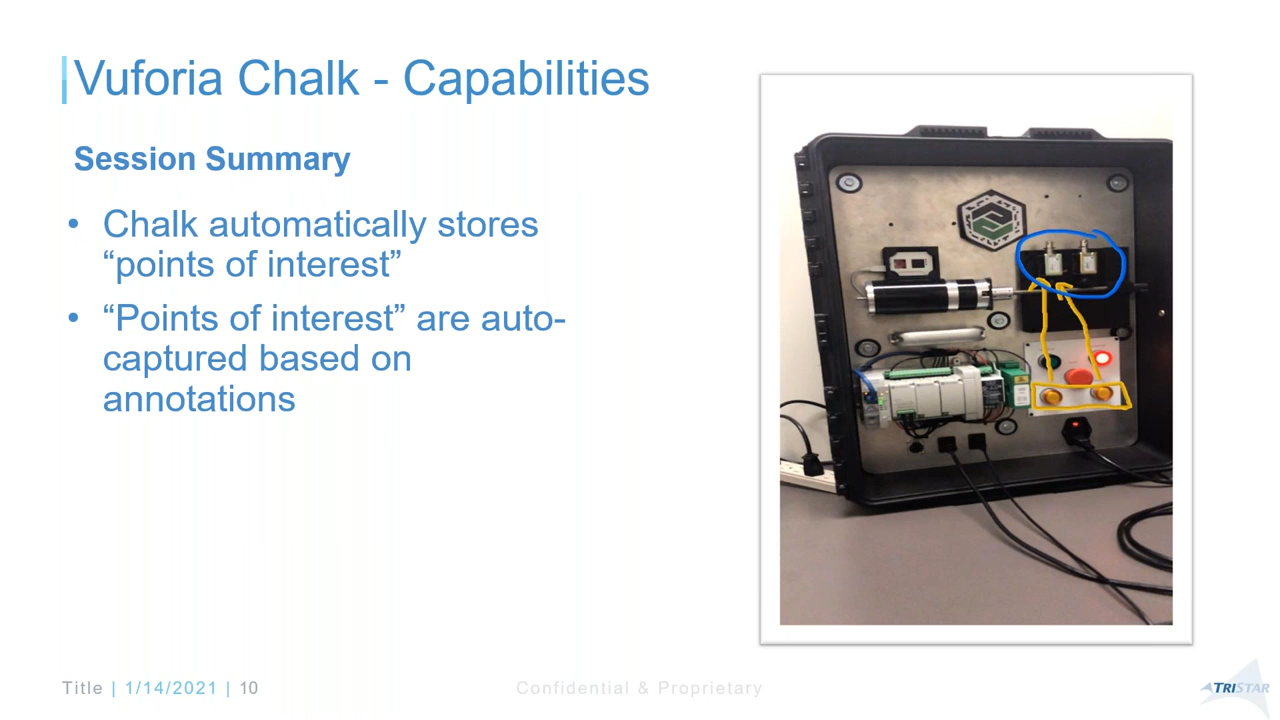 Vuforia Chalk - Capabilities
Session Summary
• Chalk automatically stores
“points of interest”
• “Points of interest” are auto-
captured based on
annotations
Title | 1/14/2021 | 10
Confidential & Proprietary
TRISTAR